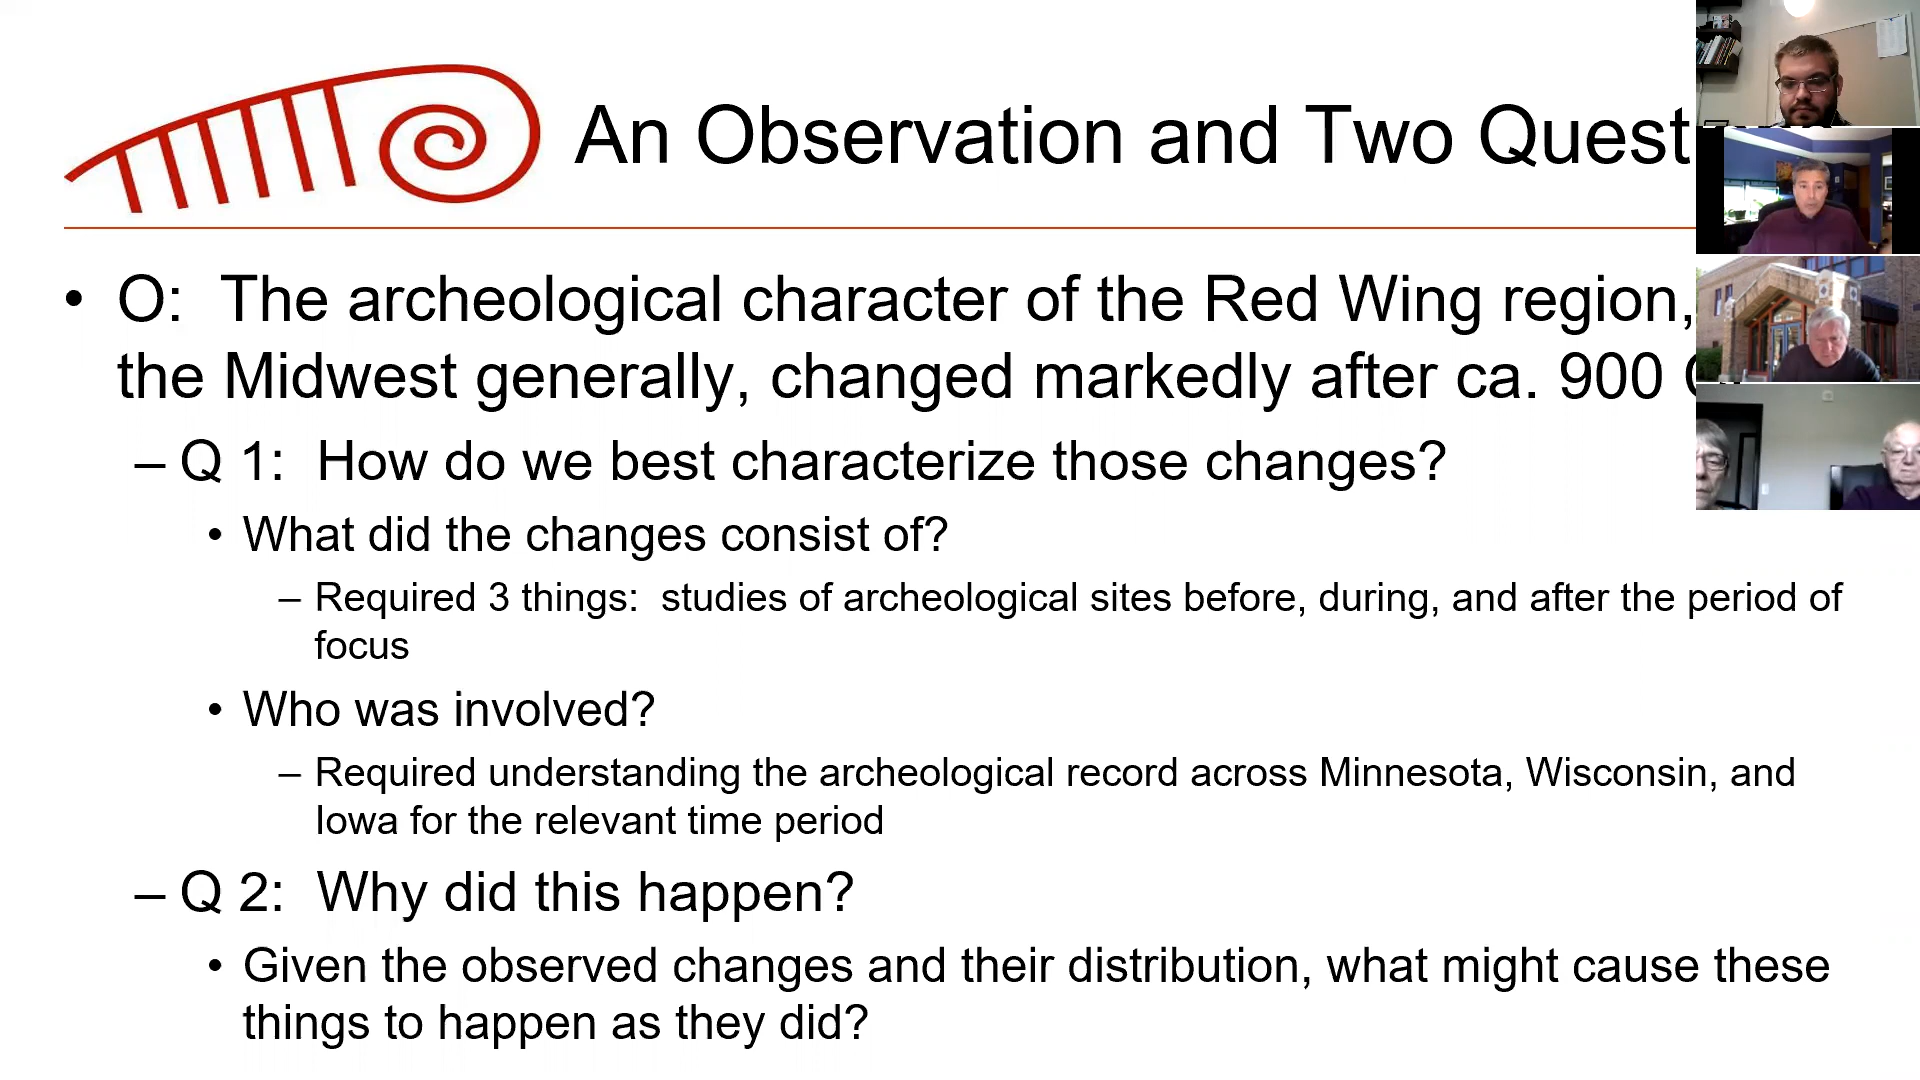 An Observation and Two Quest
• O: The archeological character of the Red Wing region,
the Midwest generally, changed markedly after ca. 900
– Q 1: How do we best characterize those changes?
• What did the changes consist of?
– Required 3 things: studies of archeological sites before, during, and after the period of
focus
• Who was involved?
– Required understanding the archeological record across Minnesota, Wisconsin, and
Iowa for the relevant time period
– Q 2: Why did this happen?
• Given the observed changes and their distribution, what might cause these
things to happen as they did?